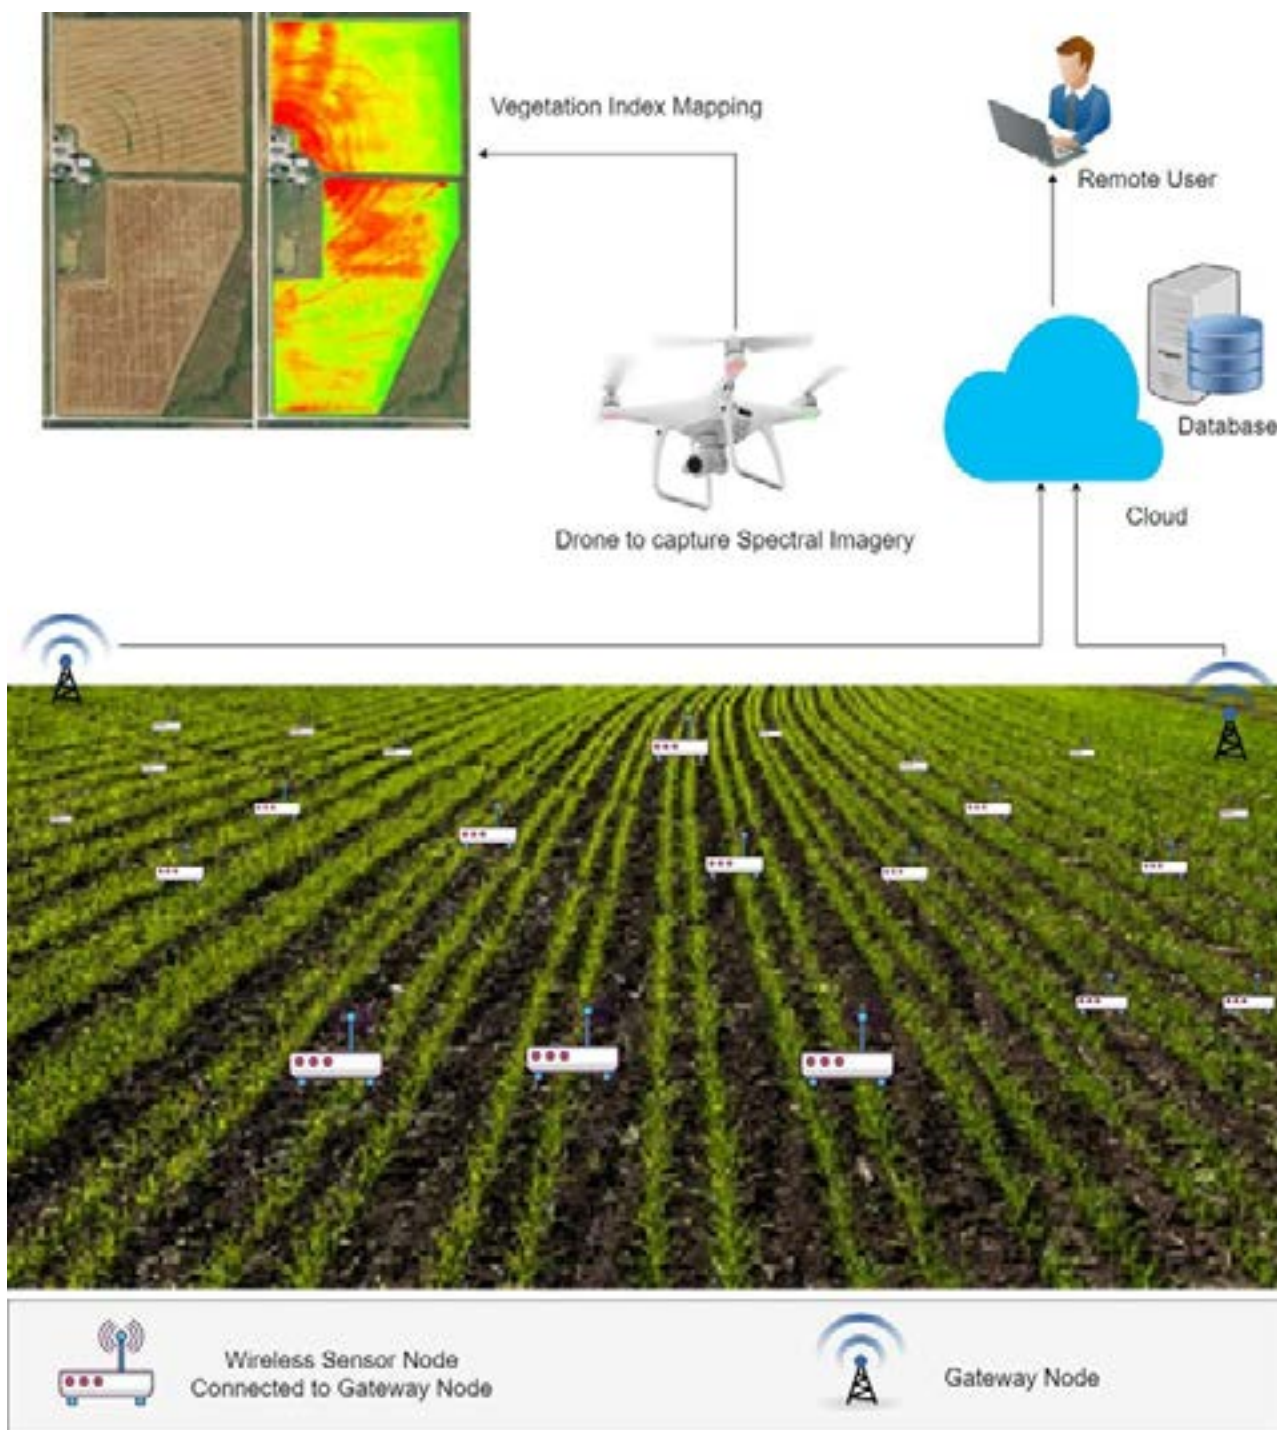 Vegetation Index Mapping
Remote User
Database
Cloud
Drone to capture Spectral Imagery
Wireless Sensor Node
Connected to Gateway Node
Gateway Node